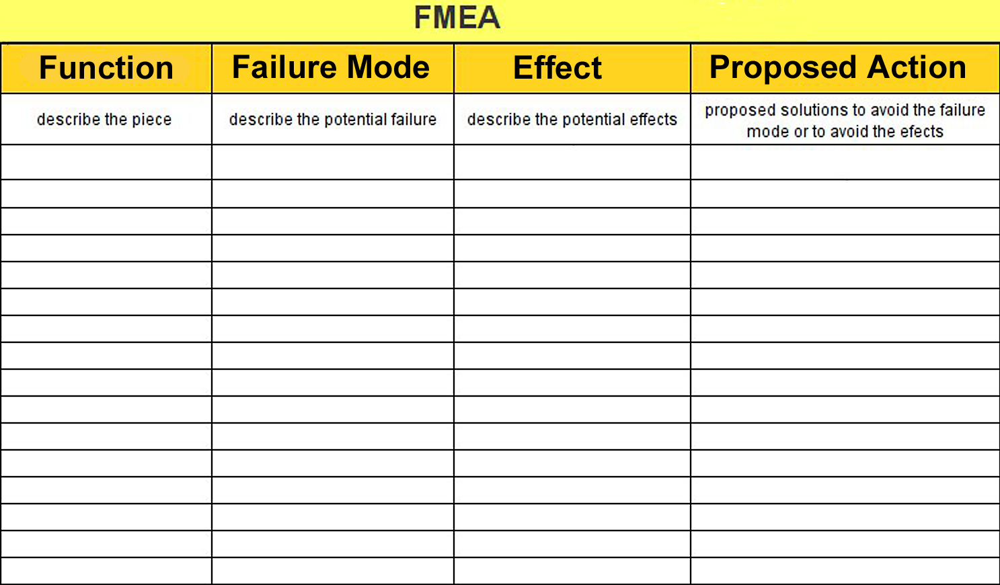 FMEA
Function Failure Mode Effect Proposed Action
describe the piece describe the potential failure describe the potential effects proposed solutions to avoid the failure
mode or to avoid the efects